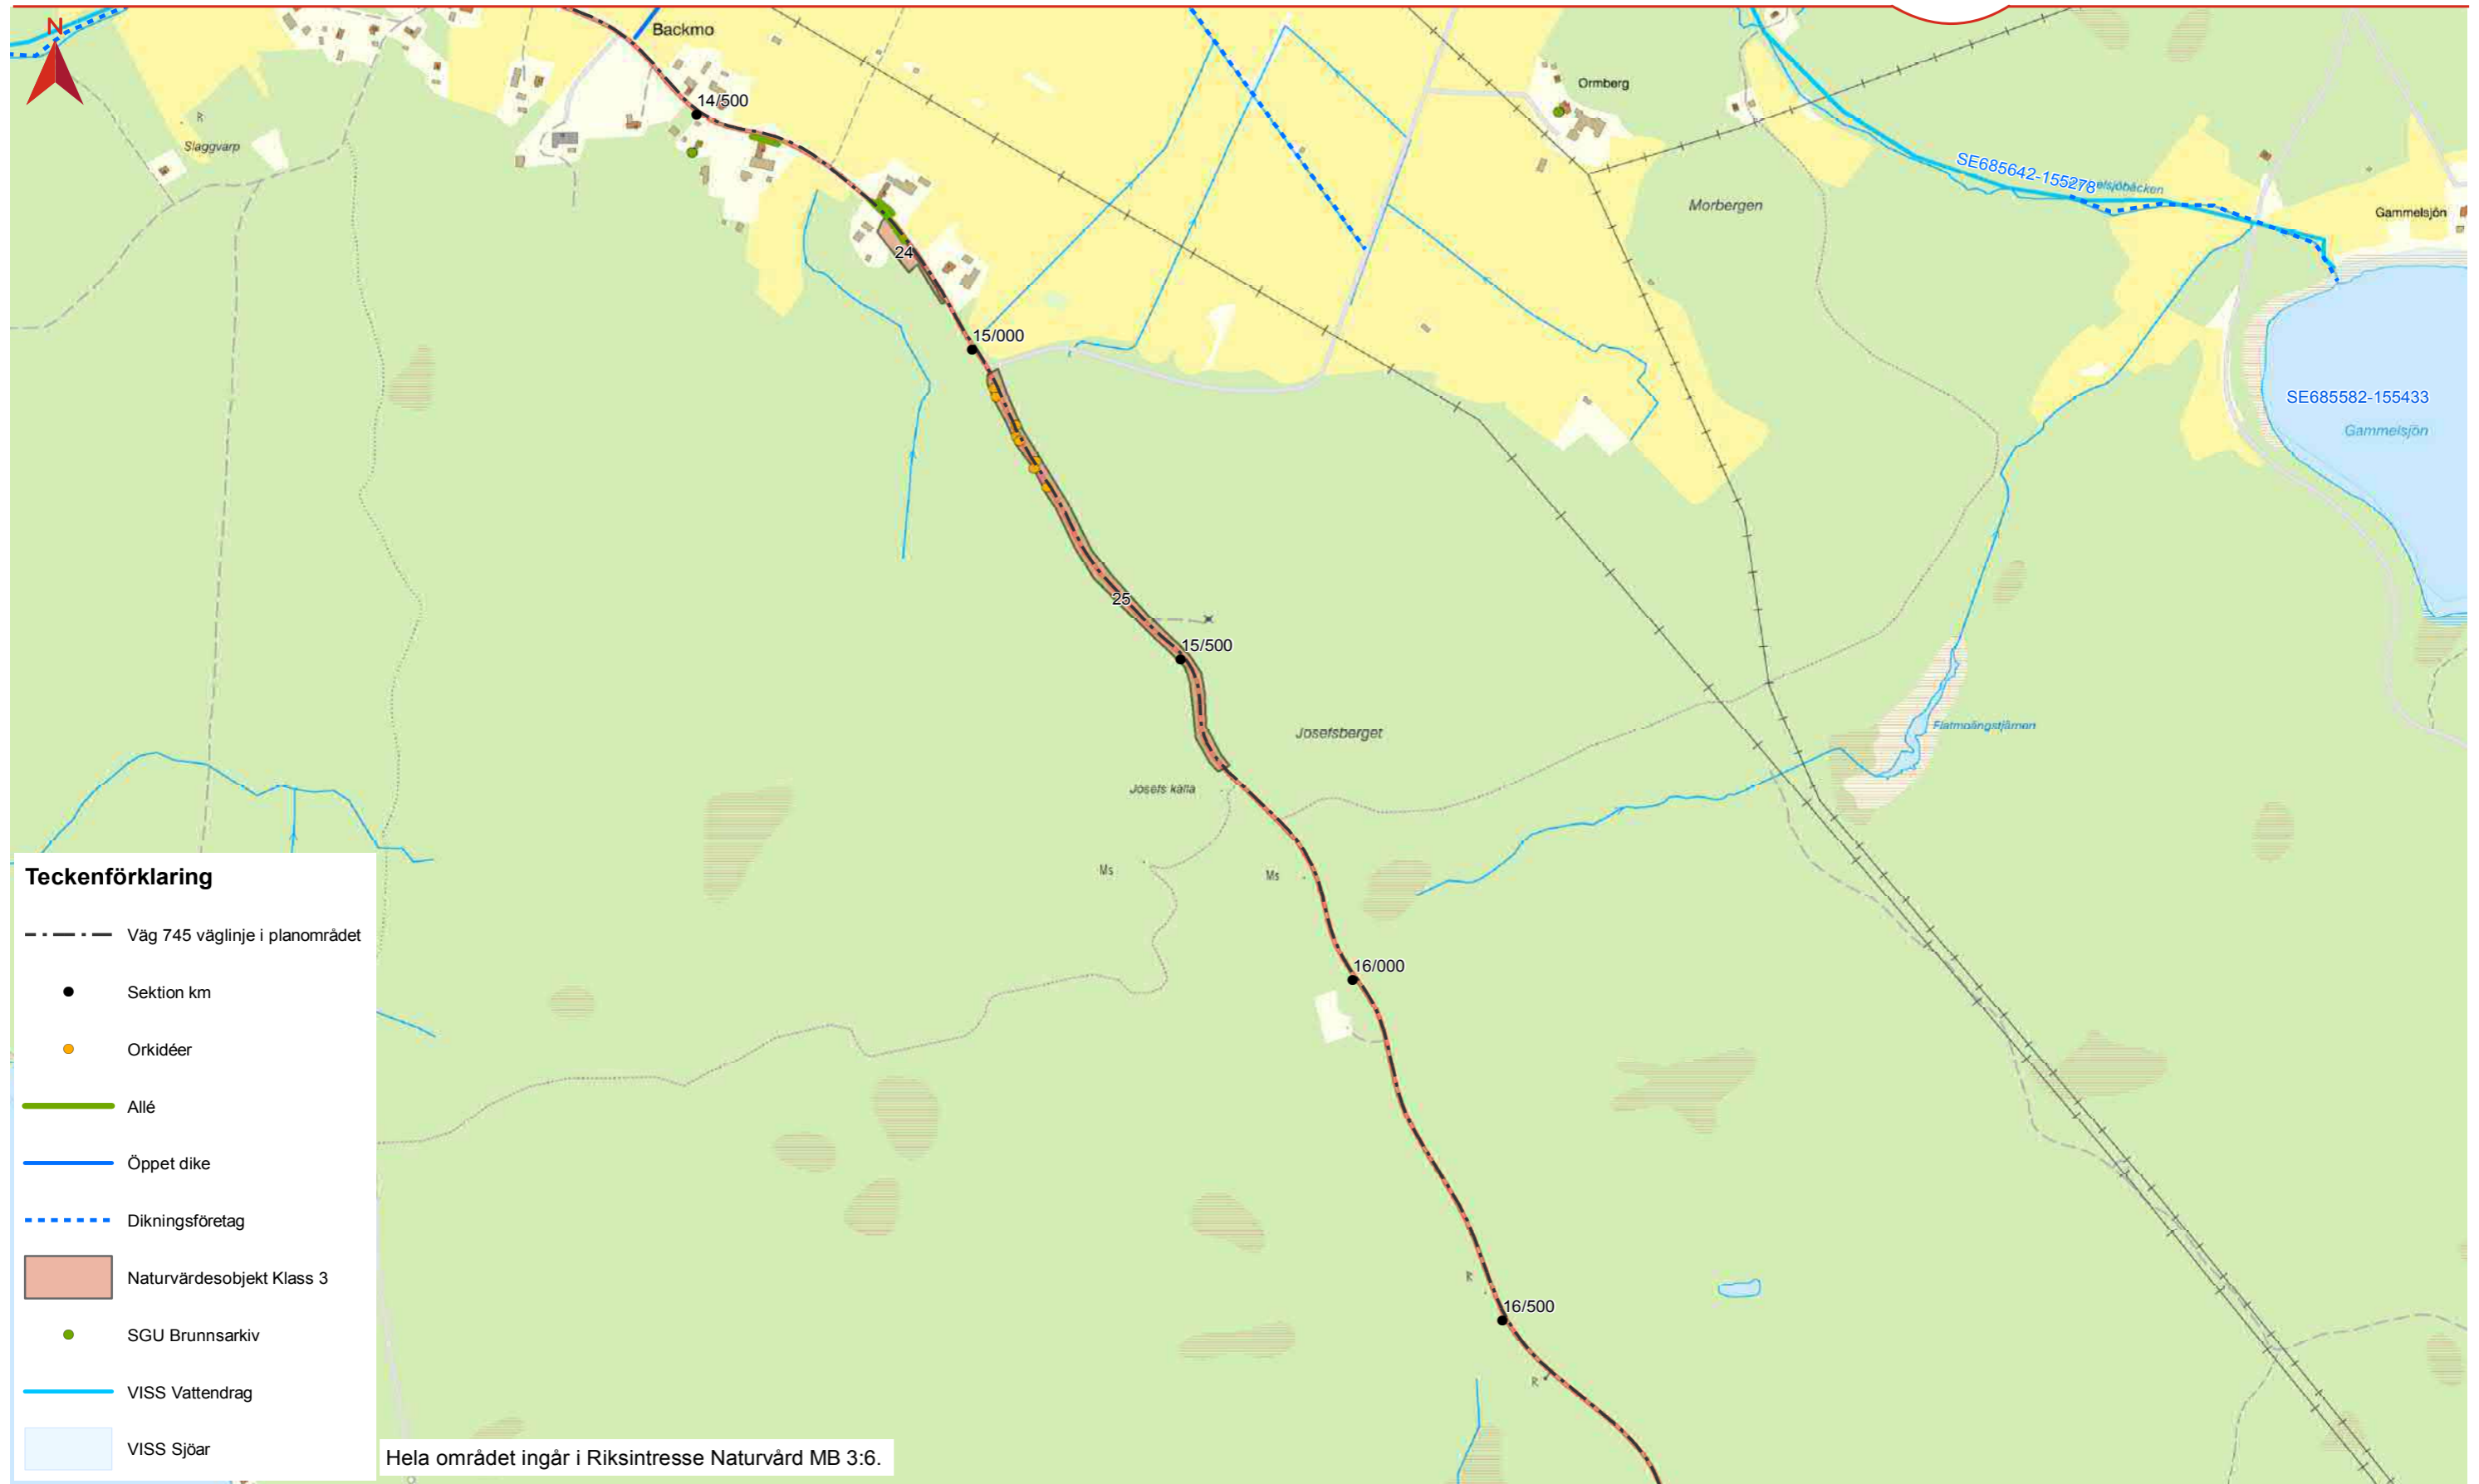 N
Backmo
14/500
Ormberg
R
Slaggvarp
SE685642-155278
elsjöbäcken
Morbergen
Gammelsjön
24
15/000
SE685582-155433
Gammelsjön
25
15/500
Flatmolingstjärnen
Josefsberget
Josefs källa
Ms
Ms
16/000
R
16/500
R
Teckenförklaring
Väg 745 väglinje i planområdet
Sektion km
Orkidéer
Allé
Öppet dike
Dikningsföretag
Naturvärdesobjekt Klass 3
SGU Brunnsarkiv
VISS Vattendrag
VISS Sjöar
Hela området ingår i Riksintresse Naturvård MB 3:6.